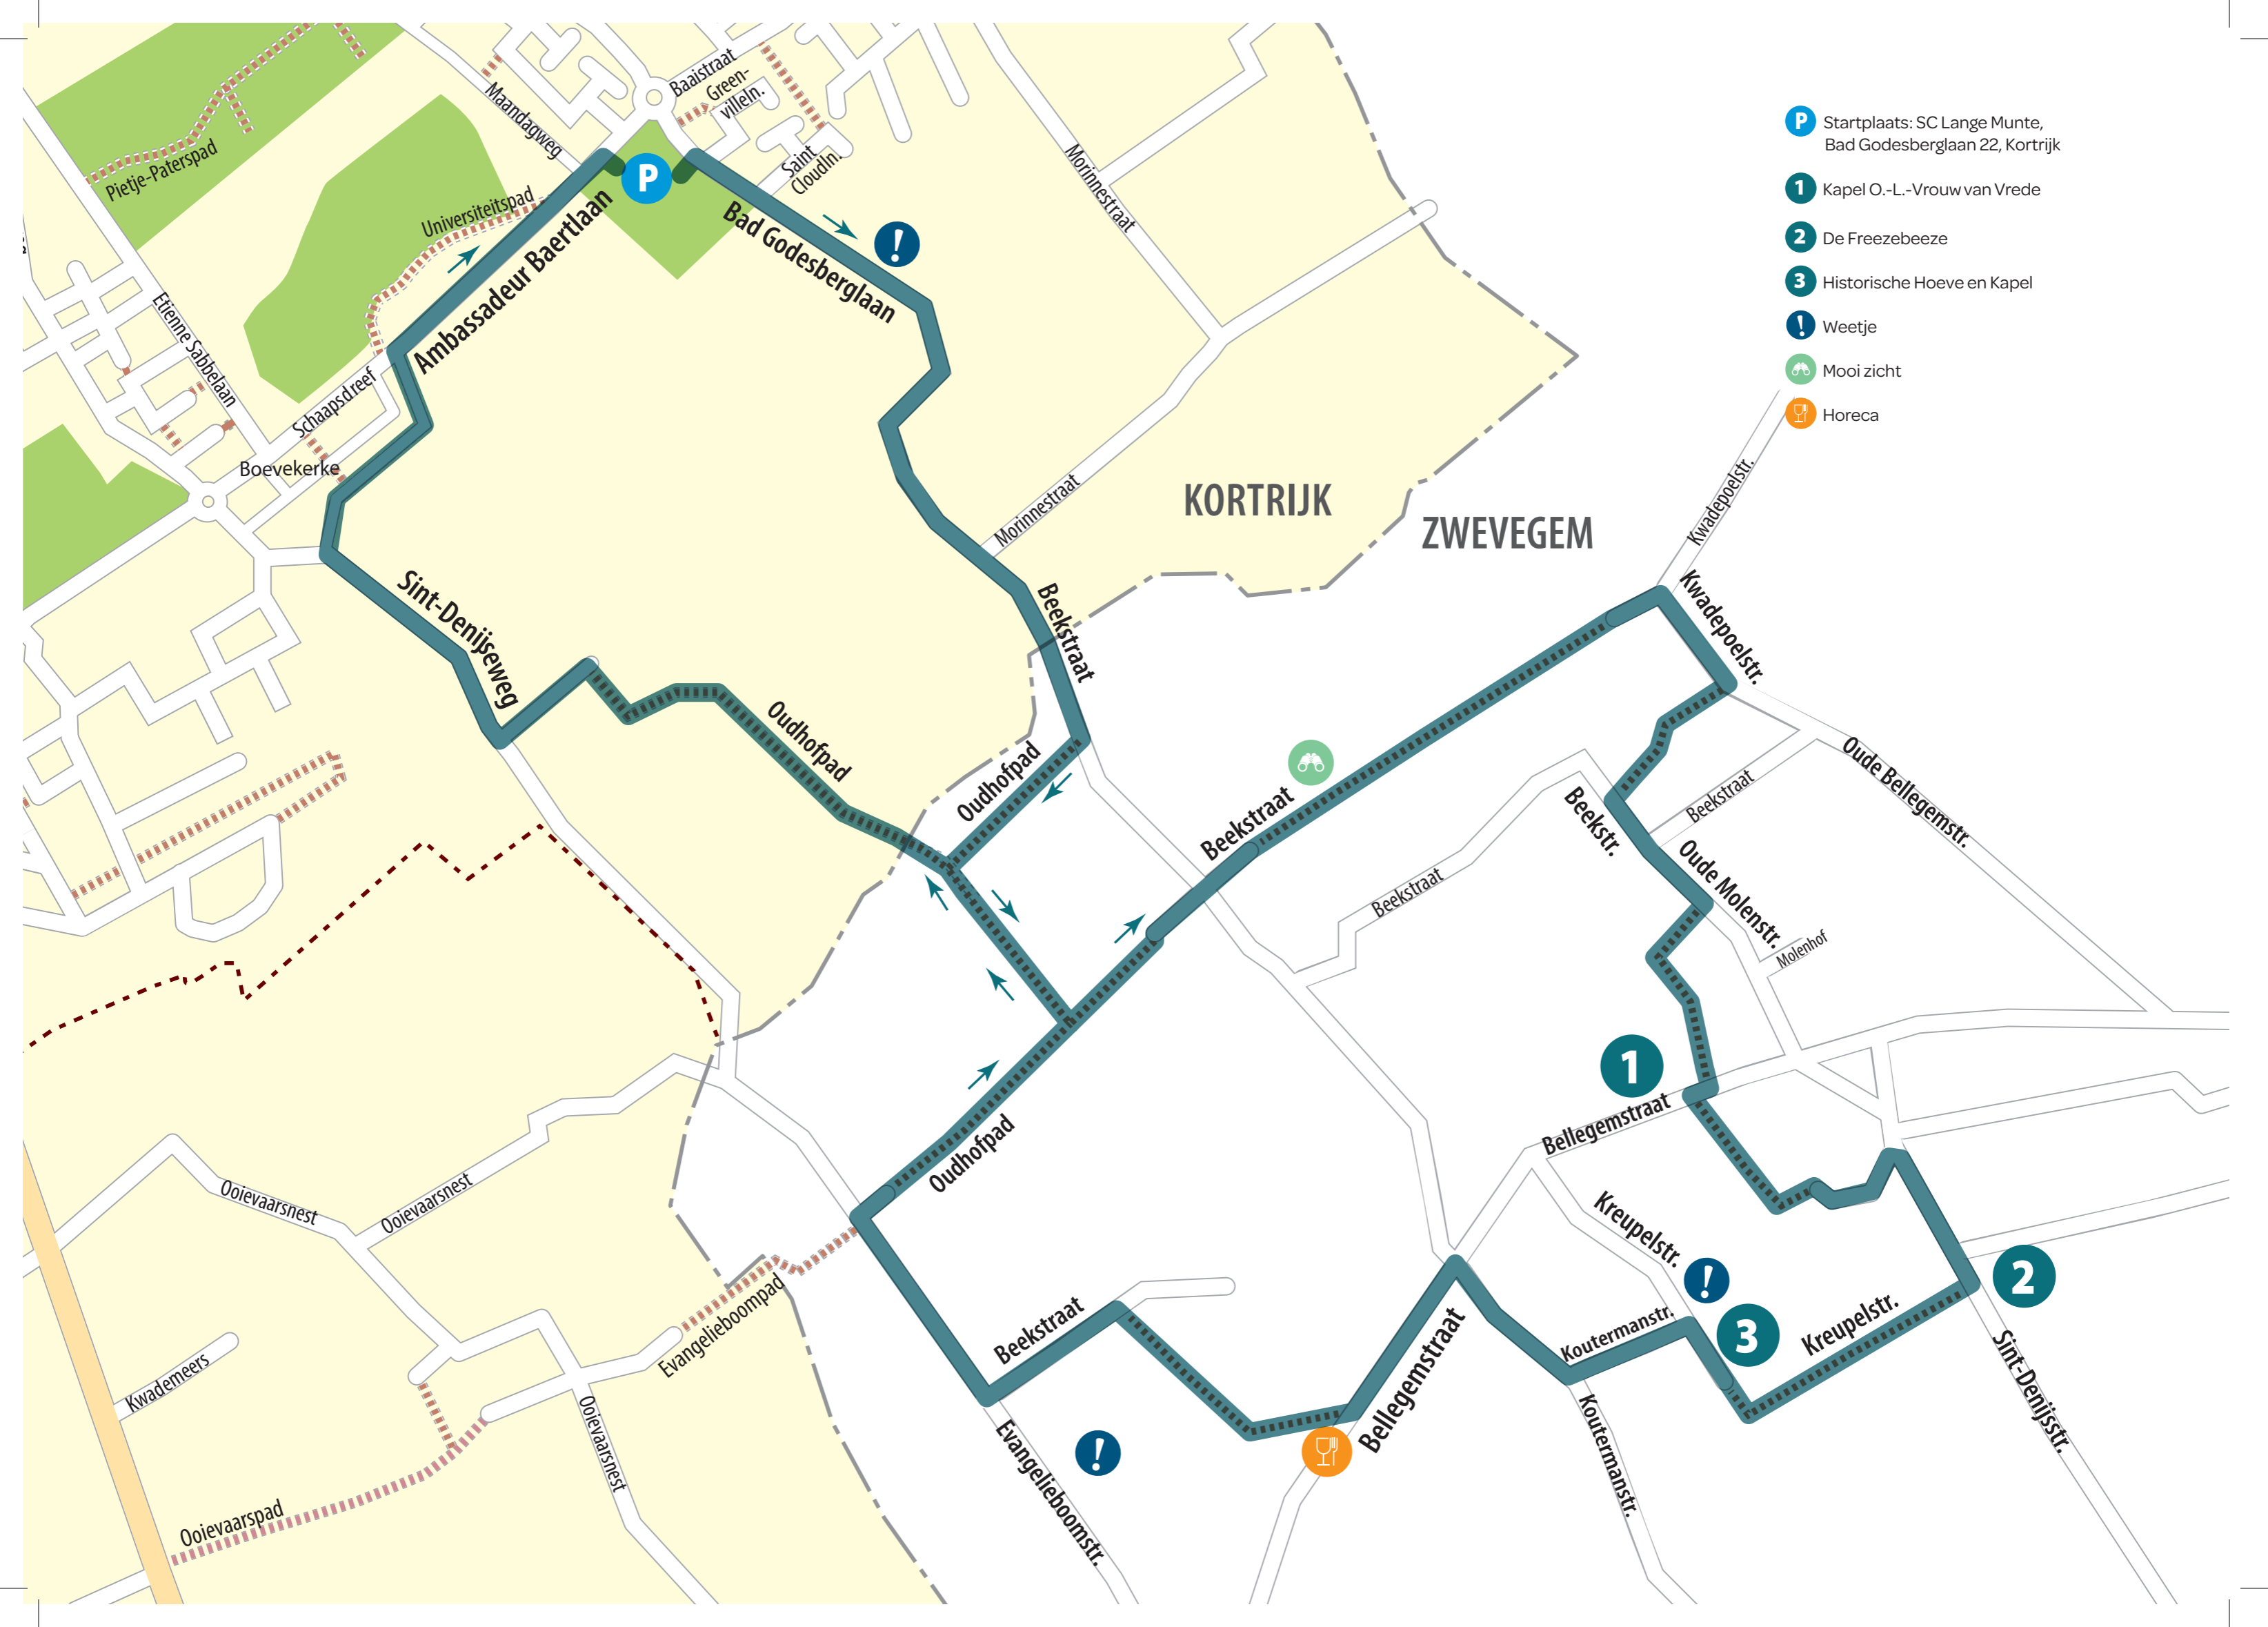 Baaistraat
Green-
villeln.
Maandagweg
Saint
Cloudln.
Pietje-Paterspad
Universiteitspad
P
Morinnestraat
Ambassadeur Baertlaan
Bad Godesberglaan
!
Etienne Sabbelaan
Schaapsdreef
Boevekerke
P Startplaats: SC Lange Munte,
Bad Godesberglaan 22, Kortrijk
1 Kapel O.-L.-Vrouw van Vrede
2 De Freezebeeze
3 Historische Hoeve en Kapel
! Weetje
Mooi zicht
Horeca
KORTRIJK
ZWEVEGEM
Morinnestraat
Kwadepoelstr.
Kwadepoelstr.
Sint-Denijseweg
Beekstraat
Oudhofpad
Oudhofpad
Beekstraat
Beekstr.
Beekstraat
Oude Bellegemstr.
Beekstraat
Oude Molenstr.
Molenhof
1
Bellegemstraat
Oudhofpad
Ooievaarsnest
Ooievaarsnest
Kreupelstr.
!
2
3
Koutermanstr.
Kreupelstr.
Evangelieboompad
Beekstraat
Bellegemstraat
Sint-Denijsstr.
Kwademeers
Ooievaarsnest
Koutermanstr.
!
Evangelieboomstr.
Ooievaarspad